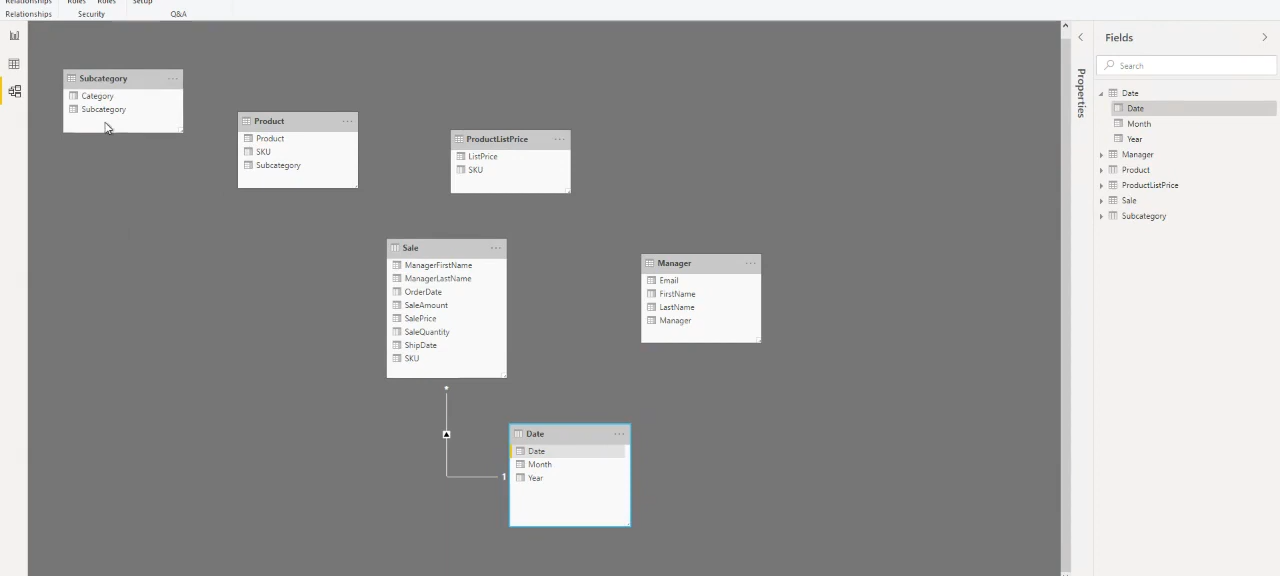 Relationships Roles Roles Setup
Relationships Security Q&A
Subcategory ...
Category
Subcategory
Product ...
Product
SKU
Subcategory
ProductListPrice ...
ListPrice
SKU
Sale ...
ManagerFirstName
ManagerLastName
OrderDate
SaleAmount
SalePrice
SaleQuantity
ShipDate
SKU
Manager ...
Email
FirstName
LastName
Manager
*
1
Date ...
Date
Month
Year
Properties
Fields
Search
Date
Date
Month
Year
Manager
Product
ProductListPrice
Sale
Subcategory